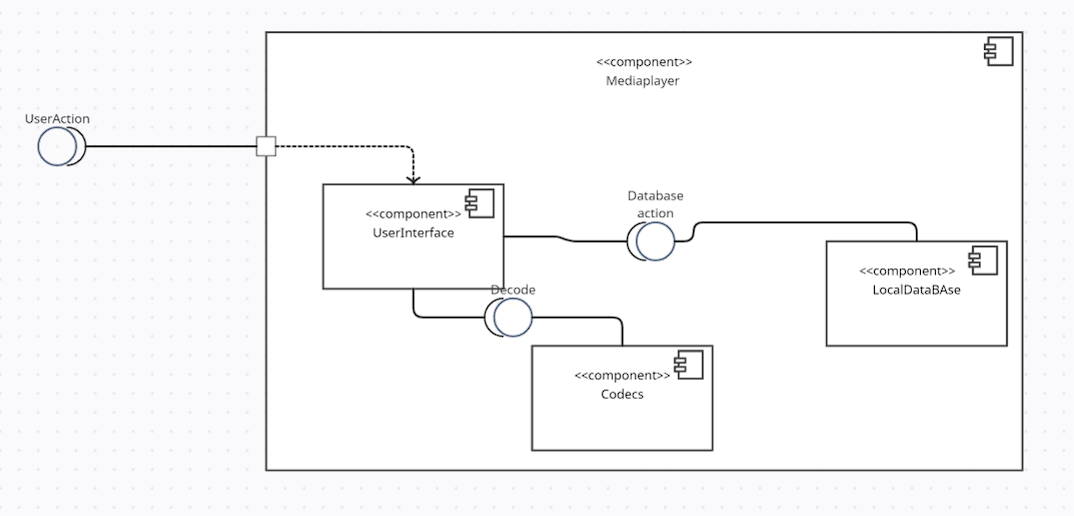 <<component>>
Mediaplayer
UserAction
<<component>>
UserInterface
Database
action
<<component>>
LocalDataBAse
Decode
<<component>>
Codecs